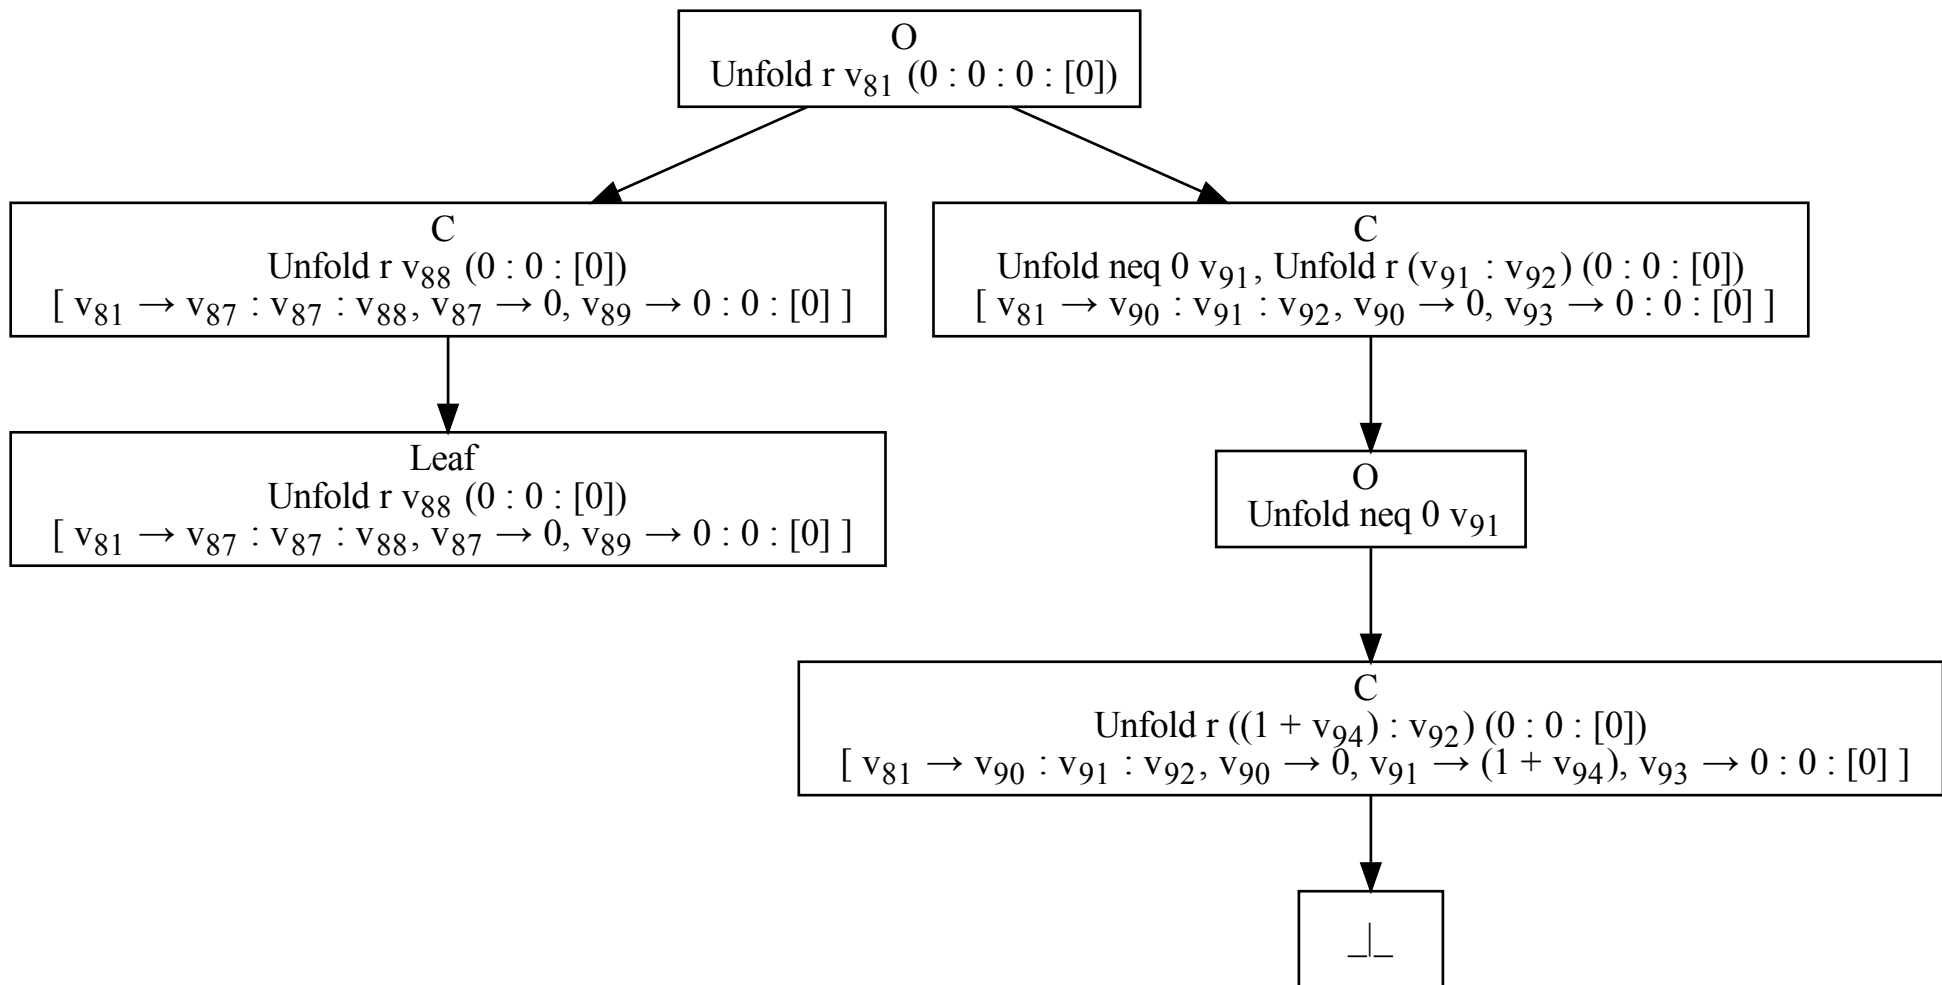 O
Unfold r v₈₁ (0 : 0 : 0 : [0])
C
Unfold r v₈₈ (0 : 0 : [0])
[ v₈₁ → v₈₇ : v₈₇ : v₈₈, v₈₇ → 0, v₈₉ → 0 : 0 : [0] ]
C
Unfold neq 0 v₉₁, Unfold r (v₉₁ : v₉₂) (0 : 0 : [0])
[ v₈₁ → v₉₀ : v₉₁ : v₉₂, v₉₀ → 0, v₉₃ → 0 : 0 : [0] ]
Leaf
Unfold r v₈₈ (0 : 0 : [0])
[ v₈₁ → v₈₇ : v₈₇ : v₈₈, v₈₇ → 0, v₈₉ → 0 : 0 : [0] ]
O
Unfold neq 0 v₉₁
C
Unfold r ((1 + v₉₄) : v₉₂) (0 : 0 : [0])
[ v₈₁ → v₉₀ : v₉₁ : v₉₂, v₉₀ → 0, v₉₁ → (1 + v₉₄), v₉₃ → 0 : 0 : [0] ]
_|_